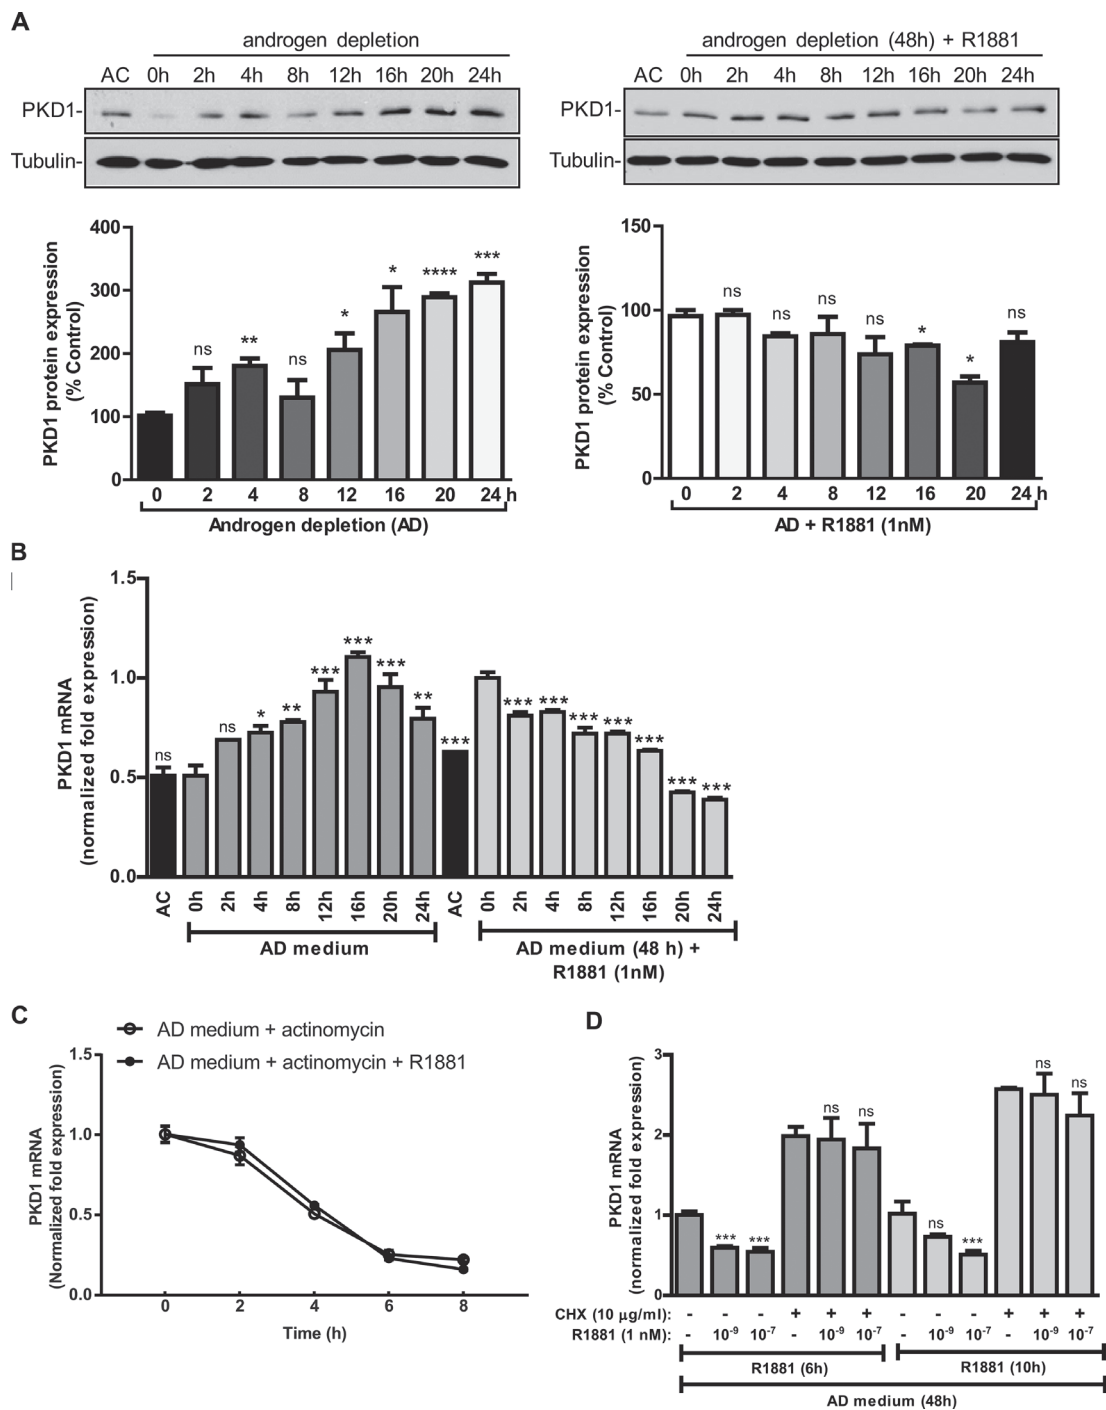 A
androgen depletion
AC 0h 2h 4h 8h 12h 16h 20h 24h
PKD1-
Tubulin-
androgen depletion (48h) + R1881
AC 0h 2h 4h 8h 12h 16h 20h 24h
PKD1-
Tubulin-
PKD1 protein expression
(% Control)
400
300
200
100
0
ns
**
ns
*
*
****
***
0 2 4 8 12 16 20 24 h
Androgen depletion (AD)
PKD1 protein expression
(% Control)
150
100
50
0
ns
ns
ns
ns
*
*
ns
0 2 4 8 12 16 20 24 h
AD + R1881 (1nM)
B
PKD1 mRNA
(normalized fold expression)
1.5
1.0
0.5
0.0
ns
ns
*
**
***
***
***
**
***
***
***
***
***
***
***
***
AC 0h 2h 4h 8h 12h 16h 20h 24h AC 0h 2h 4h 8h 12h 16h 20h 24h
AD medium
AD medium (48 h) +
R1881 (1nM)
C
AD medium + actinomycin
AD medium + actinomycin + R1881
PKD1 mRNA
(Normalized fold expression)
1.5
1.0
0.5
0.0
0 2 4 6 8
Time (h)
D
PKD1 mRNA
(normalized fold expression)
3
2
1
0
***
***
ns
ns
ns
***
ns
ns
CHX (10 µg/ml): - - - + + + - - - + + +
R1881 (1 nM): - 10⁻⁹ 10⁻⁷ - 10⁻⁹ 10⁻⁷ - 10⁻⁹ 10⁻⁷ - 10⁻⁹ 10⁻⁷
R1881 (6h)
R1881 (10h)
AD medium (48h)